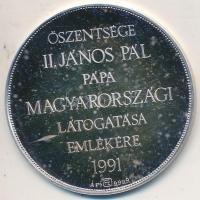 ŐSZENTSÉGE
II. JÁNOS PÁL
PÁPA
MAGYARORSZÁGI
LÁTOGATÁSA
EMLÉKÉRE
1991